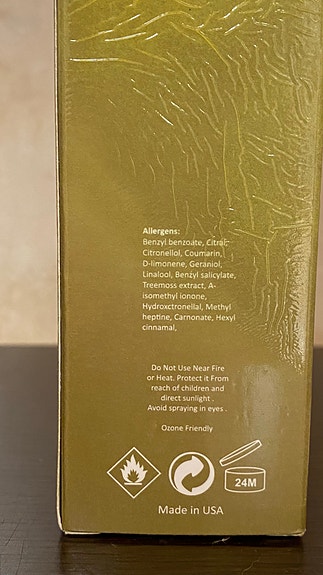 Allergens:
Benzyl benzoate, Citral,
Citronellol, Coumarin,
D-limonene, Geraniol,
Linalool, Benzyl salicylate,
Treemoss extract, A-
isomethyl ionone,
Hydroxctronellal, Methyl
heptine, Carnonate, Hexyl
cinnamal,
Do Not Use Near Fire
or Heat. Protect it From
reach of children and
direct sunlight .
Avoid spraying in eyes .
Ozone Friendly
24M
Made in USA